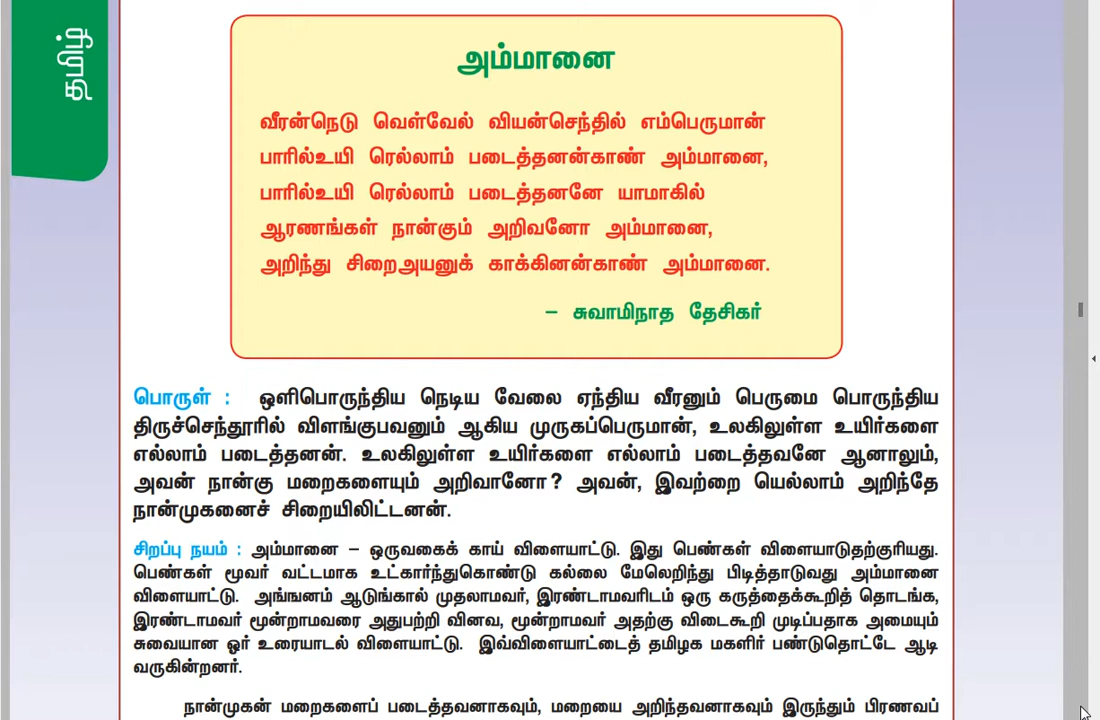 தமிழ்
அம்மானை
வீரன்நெடு வெள்வேல் வியன்செந்தில் எம்பெருமான்
பாரில்உயி ரெல்லாம் படைத்தனன்காண் அம்மானை,
பாரில்உயி ரெல்லாம் படைத்தனனே யாமாகில்
ஆரணங்கள் நான்கும் அறிவனோ அம்மானை,
அறிந்து சிறைஅயனுக் காக்கினன்காண் அம்மானை.
– சுவாமிநாத தேசிகர்
பொருள் : ஒளிபொருந்திய நெடிய வேலை ஏந்திய வீரனும் பெருமை பொருந்திய
திருச்செந்தூரில் விளங்குபவனும் ஆகிய முருகப்பெருமான், உலகிலுள்ள உயிர்களை
எல்லாம் படைத்தனன். உலகிலுள்ள உயிர்களை எல்லாம் படைத்தவனே ஆனாலும்,
அவன் நான்கு மறைகளையும் அறிவானோ? அவன், இவற்றை யெல்லாம் அறிந்தே
நான்முகனைச் சிறையிலிட்டனன்.
சிறப்பு நயம் : அம்மானை – ஒருவகைக் காய் விளையாட்டு. இது பெண்கள் விளையாடுதற்குரியது.
பெண்கள் மூவர் வட்டமாக உட்கார்ந்துகொண்டு கல்லை மேலெறிந்து பிடித்தாடுவது அம்மானை
விளையாட்டு. அங்ஙனம் ஆடுங்கால் முதலாமவர், இரண்டாமவரிடம் ஒரு கருத்தைக்கூறித் தொடங்க,
இரண்டாமவர் மூன்றாமவரை அதுபற்றி வினவ, மூன்றாமவர் அதற்கு விடைகூறி முடிப்பதாக அமையும்
சுவையான ஓர் உரையாடல் விளையாட்டு. இவ்விளையாட்டைத் தமிழக மகளிர் பண்டுதொட்டே ஆடி
வருகின்றனர்.
நான்முகன் மறைகளைப் படைத்தவனாகவும், மறையை அறிந்தவனாகவும் இருந்தும் பிரணவப்